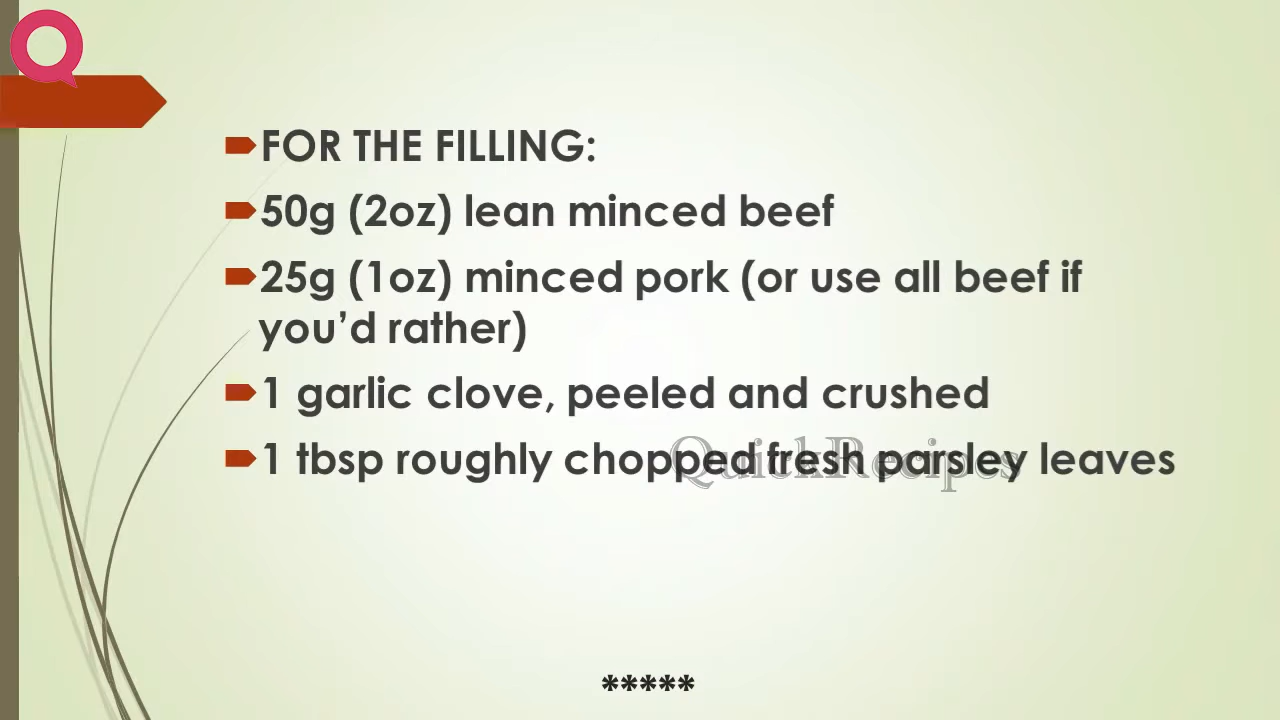 FOR THE FILLING:
50g (2oz) lean minced beef
25g (1oz) minced pork (or use all beef if
you’d rather)
1 garlic clove, peeled and crushed
1 tbsp roughly chopped fresh parsley leaves
QuickRecipes
*****